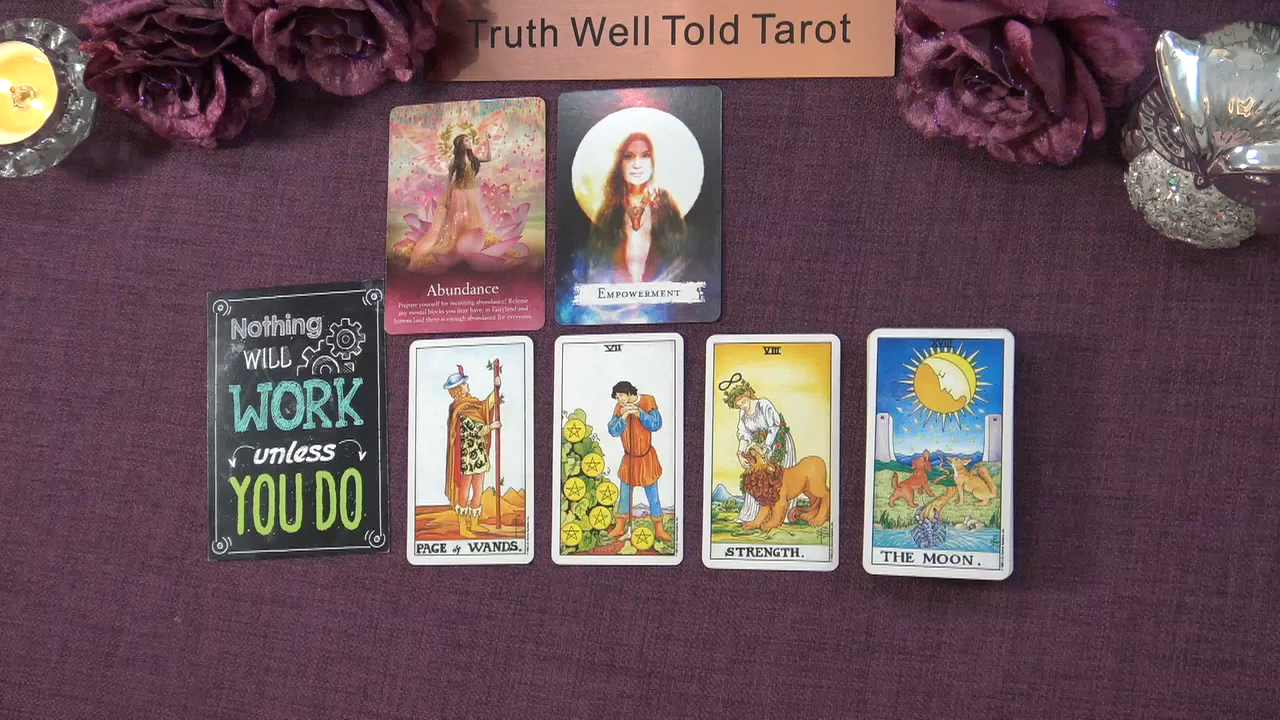 Truth Well Told Tarot
Abundance
Prepare yourself for incoming abundance! Release
any mental blocks you may have; in Fairyland and
human land there is enough abundance for everyone.
EMPOWERMENT
Nothing
WILL
WORK
unless
YOU DO
PAGE of WANDS.
VII
VIII
STRENGTH.
XVIII
THE MOON.